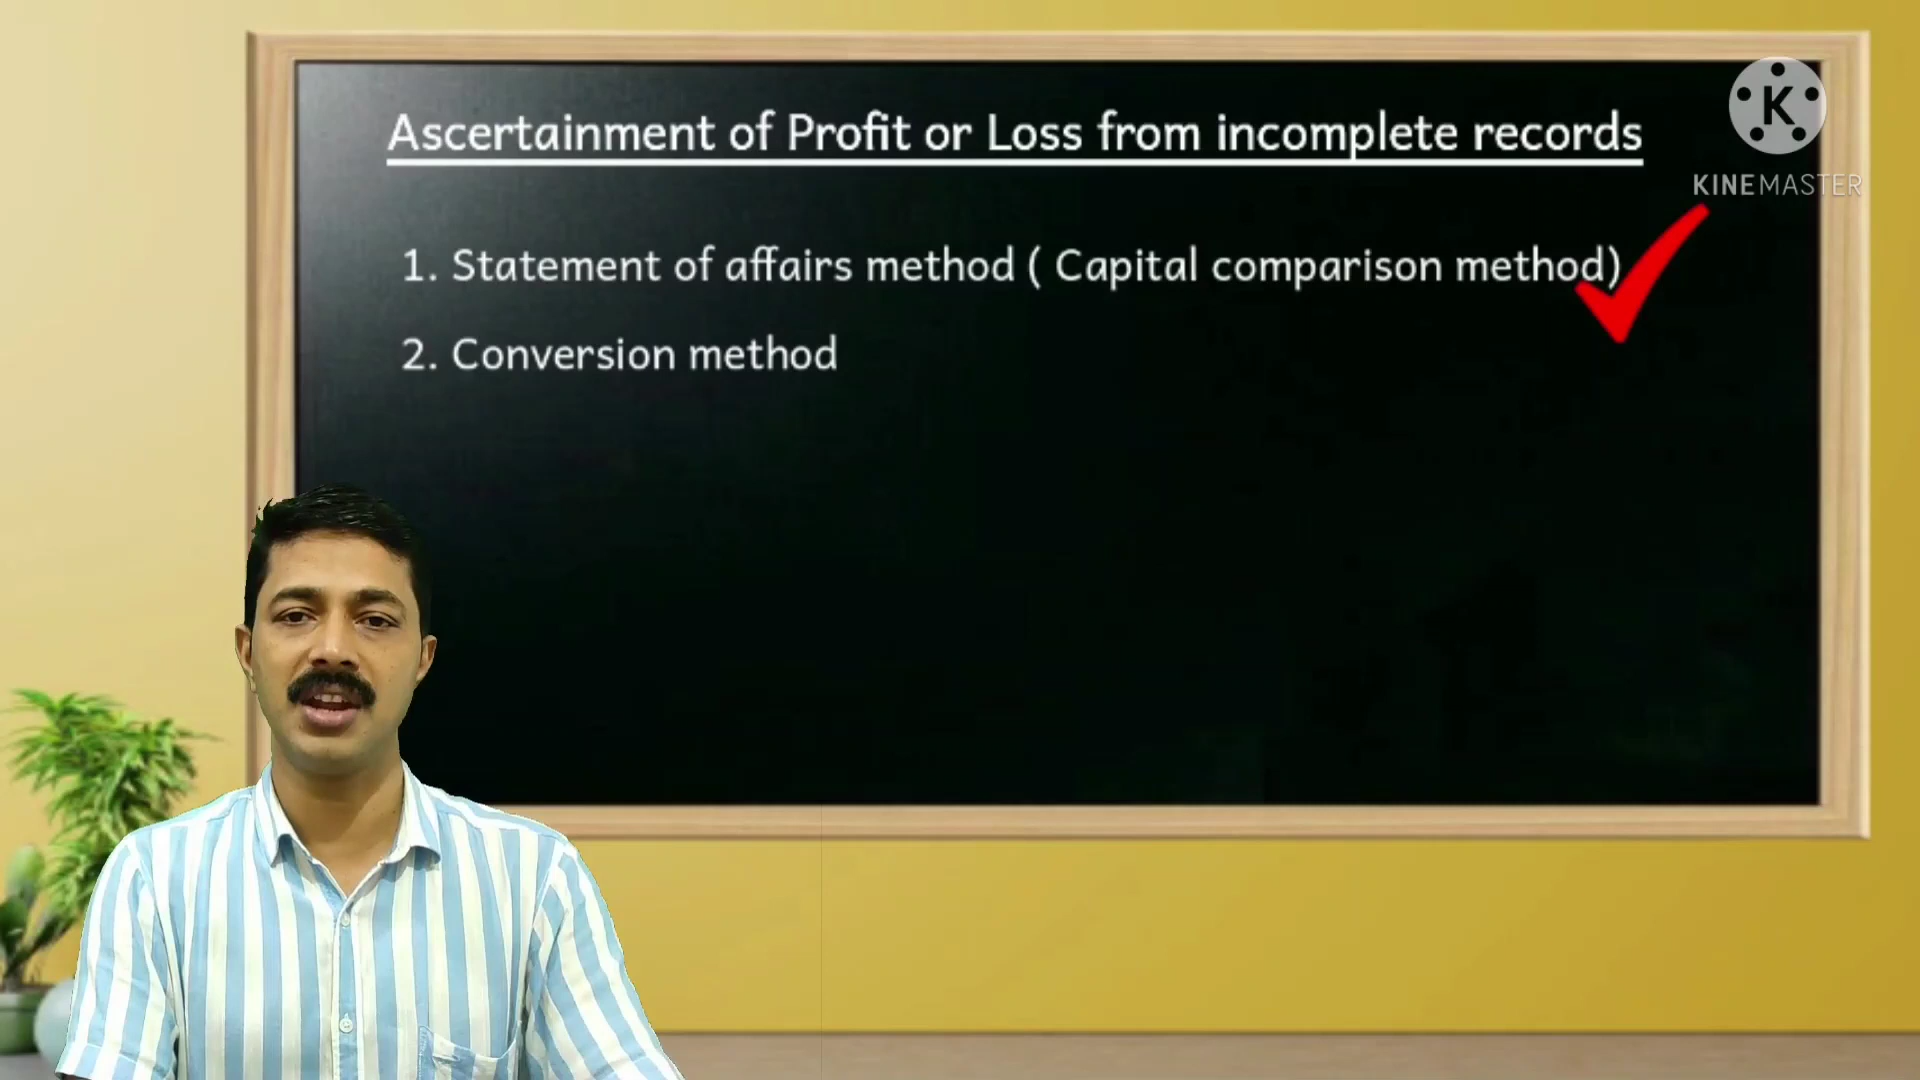 Ascertainment of Profit or Loss from incomplete records
K
KINEMASTER
1. Statement of affairs method ( Capital comparison method)
2. Conversion method